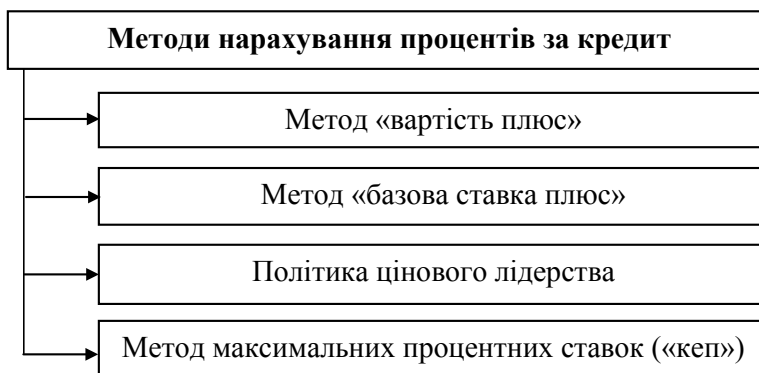 Методи нарахування процентів за кредит
Метод «вартість плюс»
Метод «базова ставка плюс»
Політика цінового лідерства
Метод максимальних процентних ставок («кеп»)